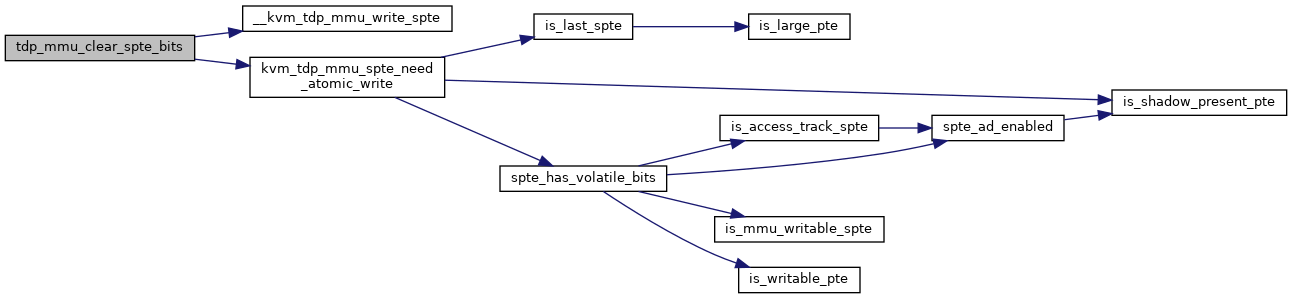 tdp_mmu_clear_spte_bits
__kvm_tdp_mmu_write_spte
kvm_tdp_mmu_spte_need
_atomic_write
is_last_spte
is_large_pte
is_shadow_present_pte
is_access_track_spte
spte_ad_enabled
spte_has_volatile_bits
is_mmu_writable_spte
is_writable_pte